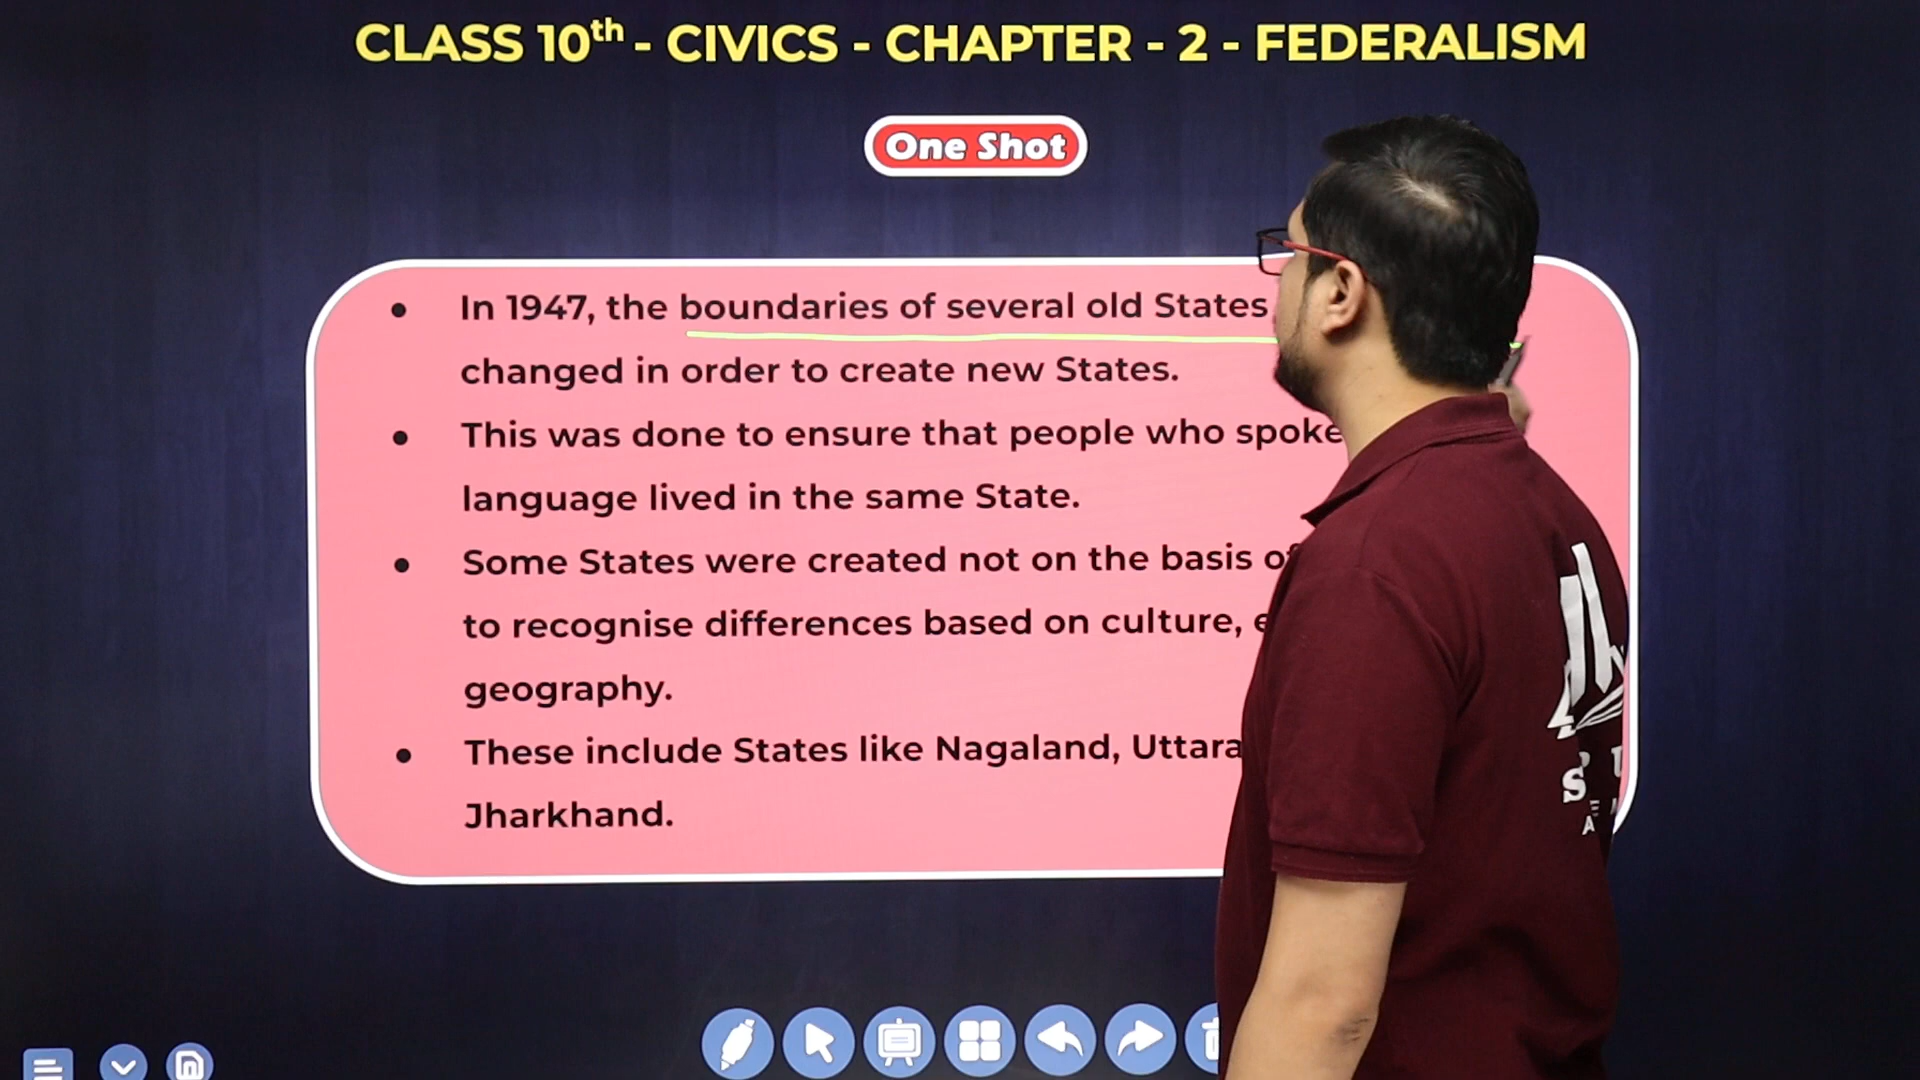 CLASS 10th - CIVICS - CHAPTER - 2 - FEDERALISM
One Shot
• In 1947, the boundaries of several old States
changed in order to create new States.
• This was done to ensure that people who spoke
language lived in the same State.
• Some States were created not on the basis of
to recognise differences based on culture,
geography.
• These include States like Nagaland,
Jharkhand.